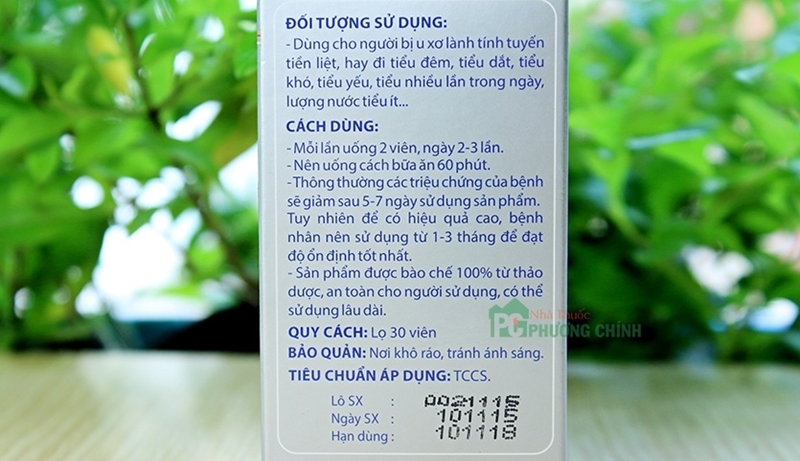 ĐỐI TƯỢNG SỬ DỤNG:
- Dùng cho người bị u xơ lành tính tuyến
tiền liệt, hay đi tiểu đêm, tiểu dắt, tiểu
khó, tiểu yếu, tiểu nhiều lần trong ngày,
lượng nước tiểu ít...
CÁCH DÙNG:
- Mỗi lần uống 2 viên, ngày 2-3 lần.
- Nên uống cách bữa ăn 60 phút.
- Thông thường các triệu chứng của bệnh
sẽ giảm sau 5-7 ngày sử dụng sản phẩm.
Tuy nhiên để có hiệu quả cao, bệnh
nhân nên sử dụng từ 1-3 tháng để đạt
độ ổn định tốt nhất.
- Sản phẩm được bào chế 100% từ thảo
dược, an toàn cho người sử dụng, có thể
sử dụng lâu dài.
PC Nhà Thuốc
PHƯƠNG CHÍNH
QUY CÁCH: Lọ 30 viên
BẢO QUẢN: Nơi khô ráo, tránh ánh sáng.
TIÊU CHUẨN ÁP DỤNG: TCCS.
Lô SX : 0021115
Ngày SX : 101115
Hạn dùng : 101118